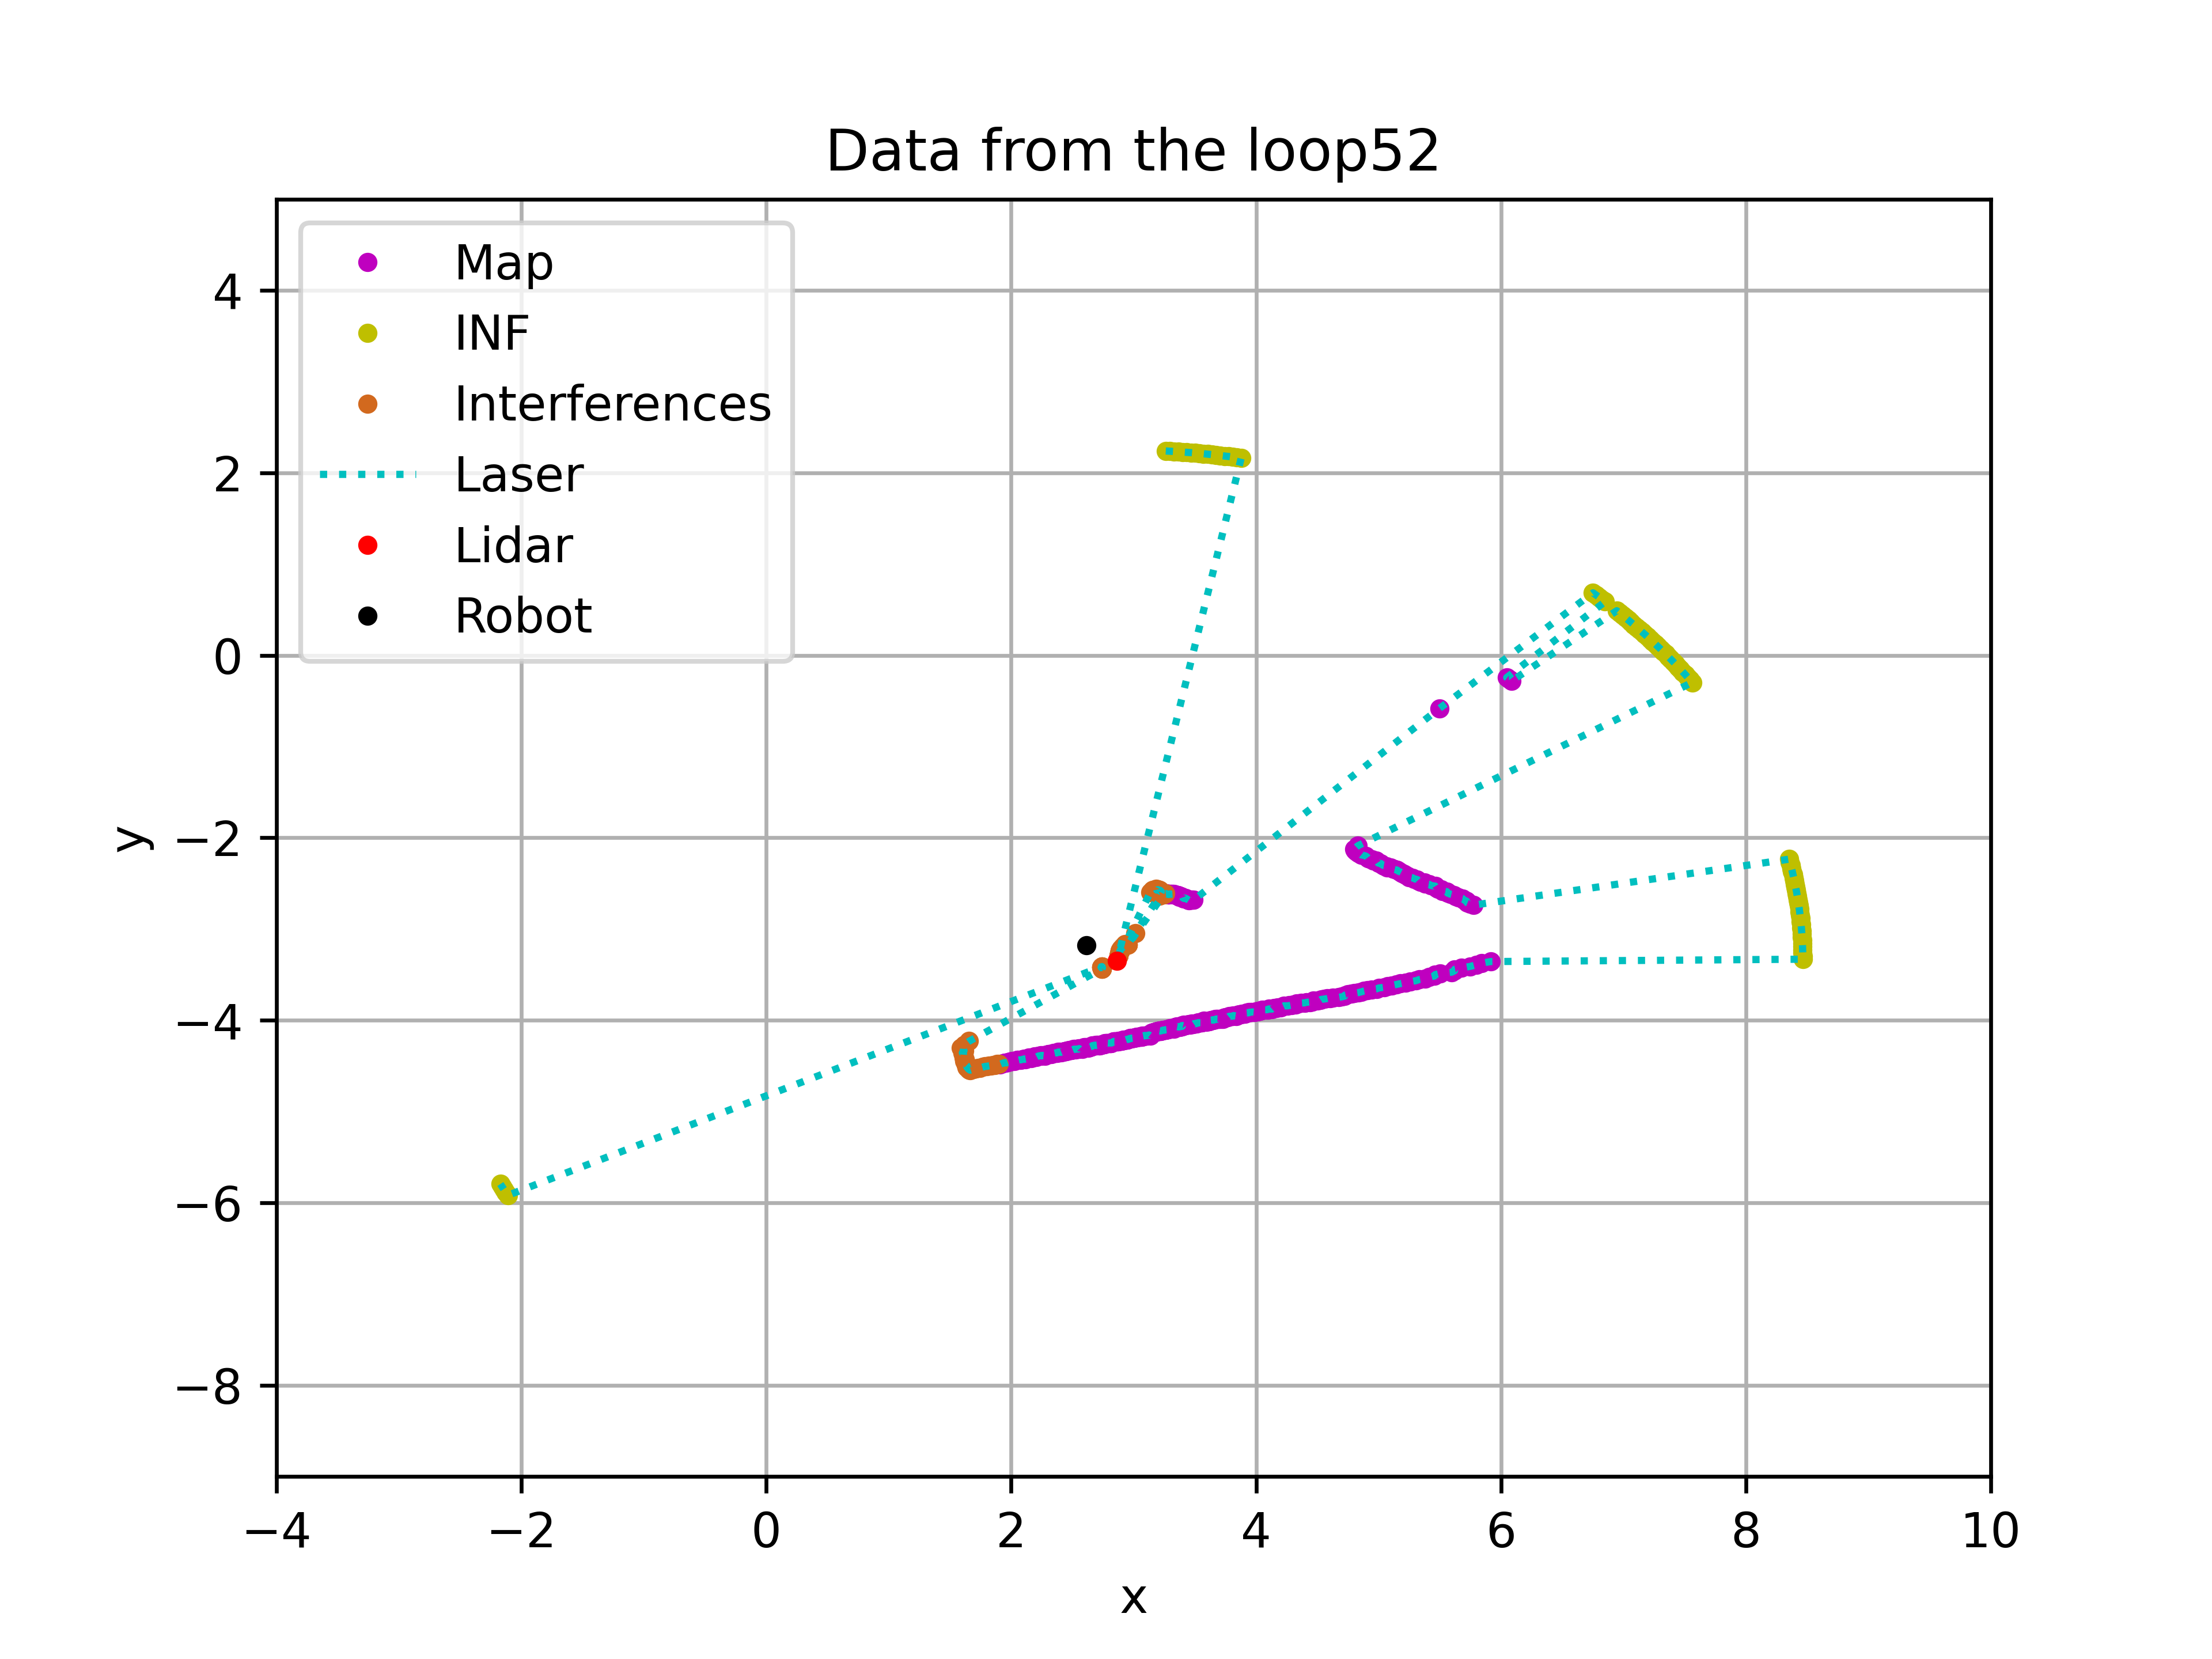 Data from the loop52
Map
INF
Interferences
Laser
Lidar
Robot
4
2
0
−2
−4
−6
−8
y
−4 −2 0 2 4 6 8 10
x